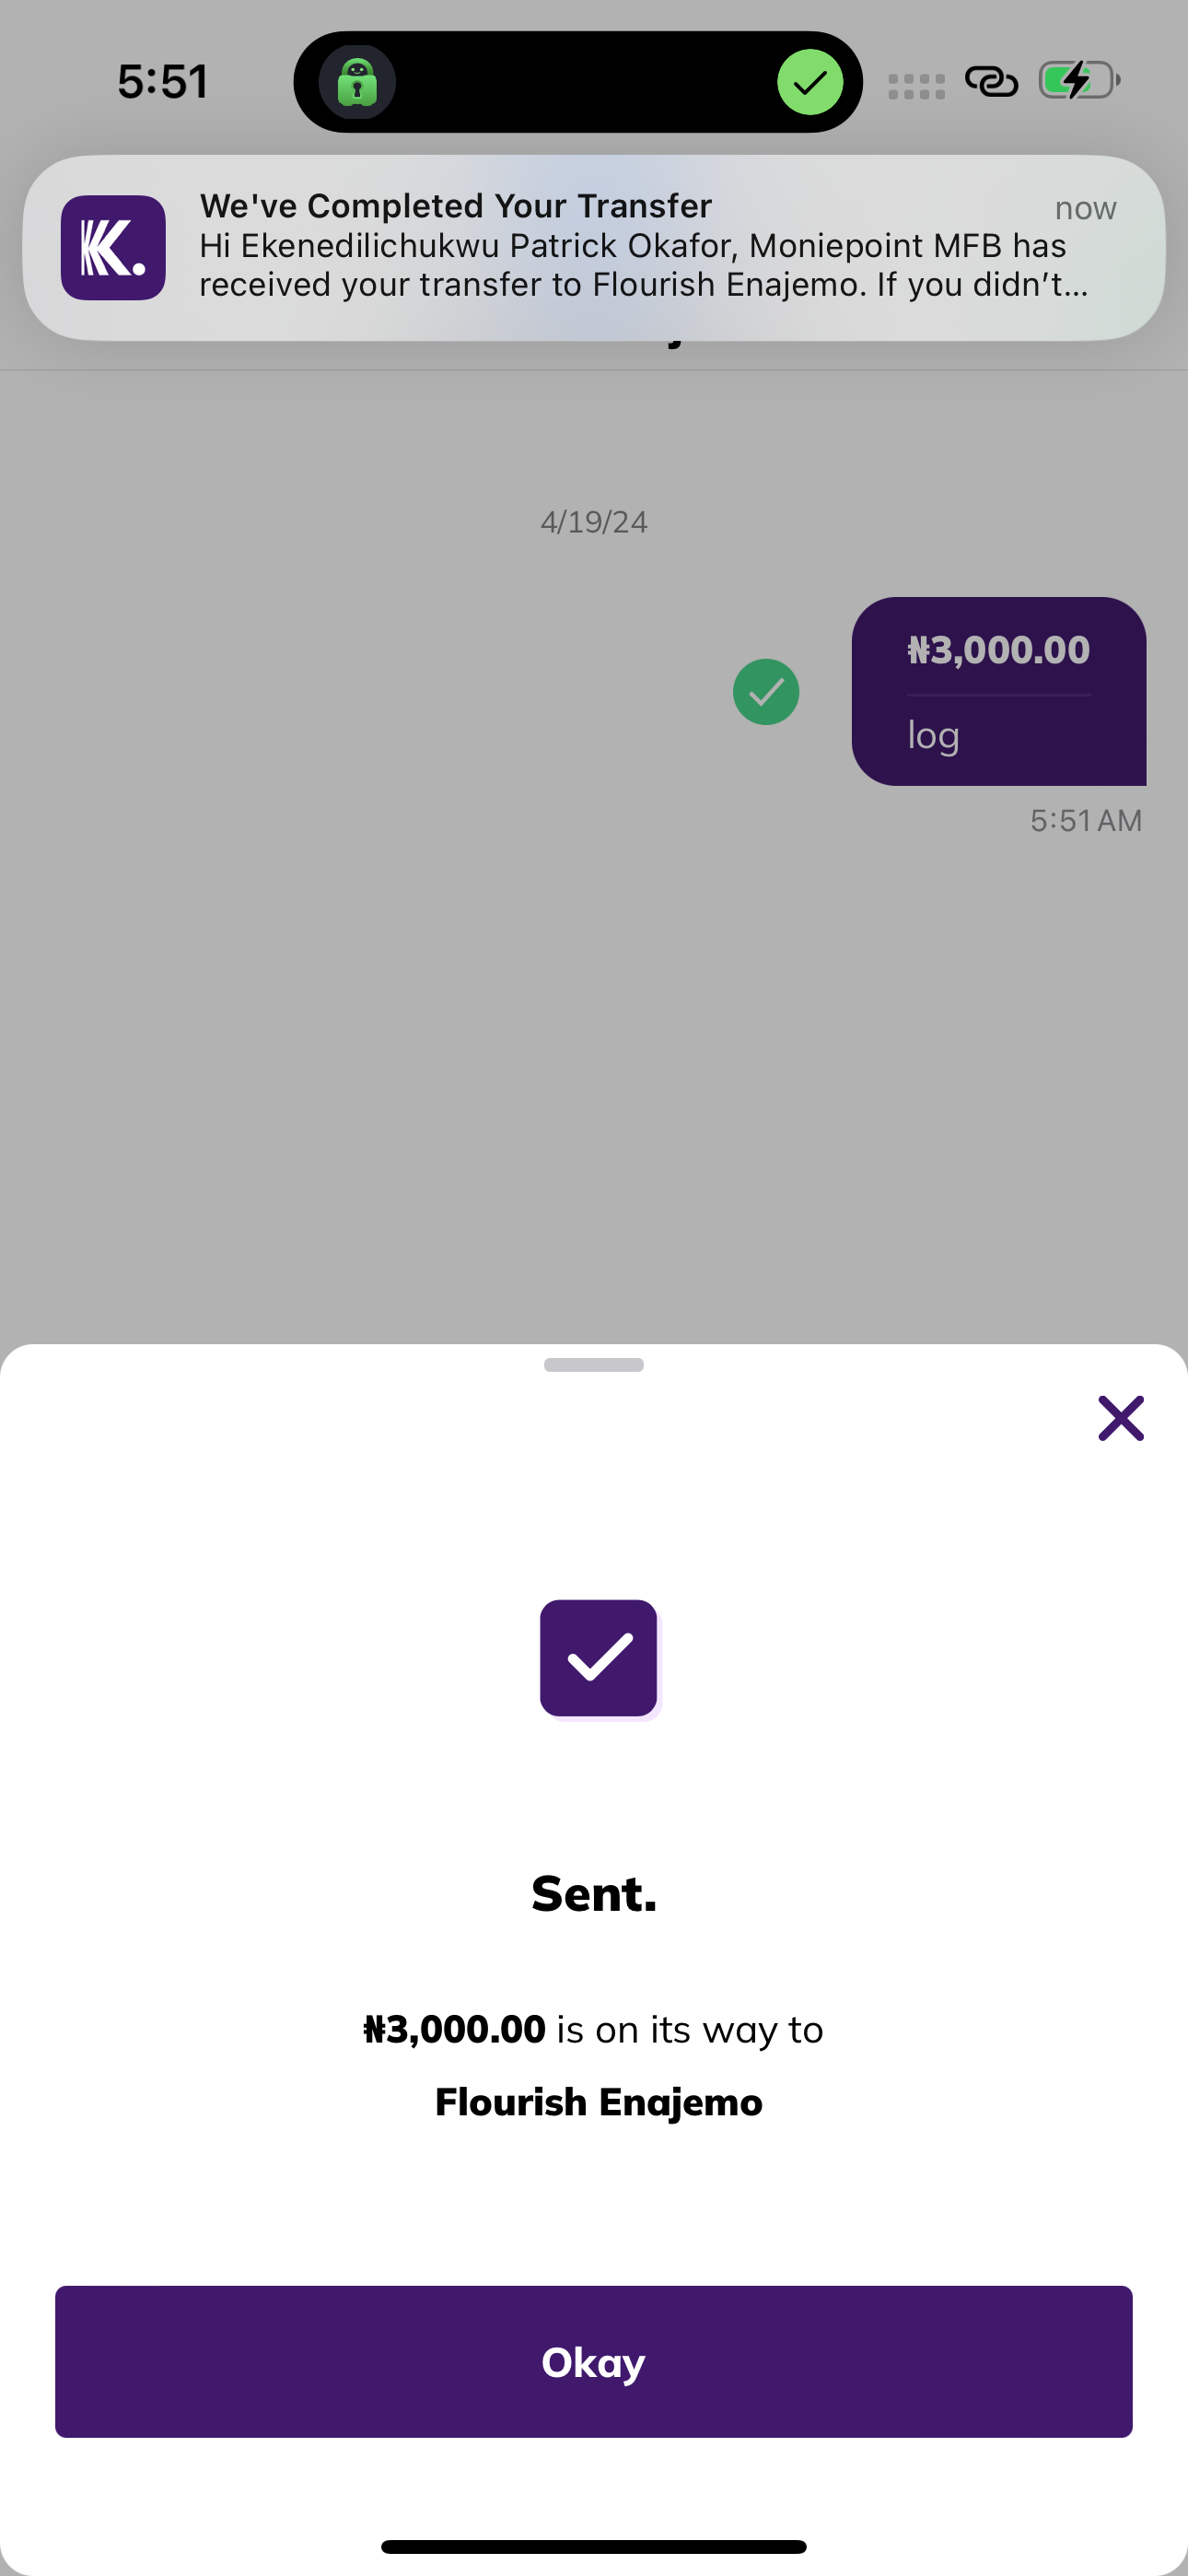 5:51
We've Completed Your Transfer
now
Hi Ekenedilichukwu Patrick Okafor, Moniepoint MFB has
received your transfer to Flourish Enajemo. If you didn’t...
4/19/24
₦3,000.00
log
5:51 AM
Sent.
₦3,000.00 is on its way to
Flourish Enajemo
Okay